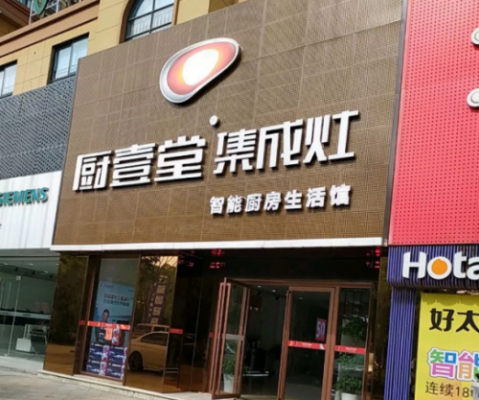 厨壹堂·集成灶
智能厨房生活馆
SIEMENS
Hota
好太
智能
连续18